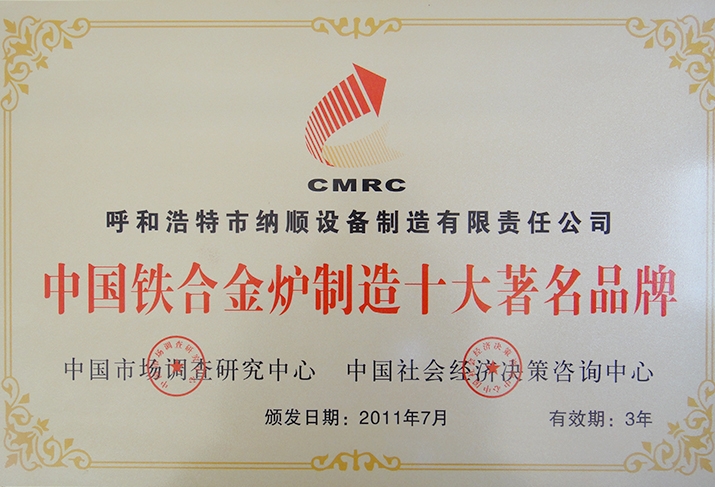 CMRC
呼和浩特市纳顺设备制造有限责任公司
中国铁合金炉制造十大著名品牌
中国市场调查研究中心 中国社会经济决策咨询中心
颁发日期：2011年7月 有效期：3年